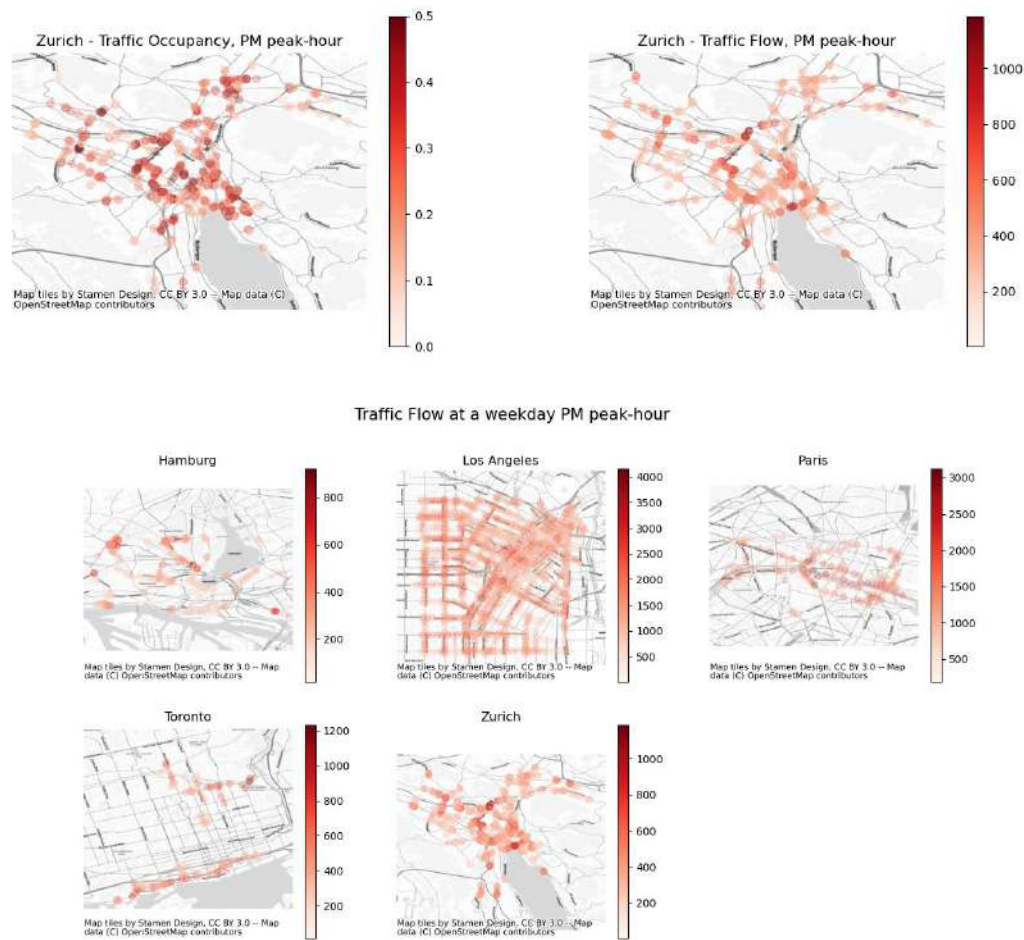 Zurich - Traffic Occupancy, PM peak-hour
0.5
0.4
0.3
0.2
0.1
0.0
Map tiles by Stamen Design, CC BY 3.0 -- Map data (C)
OpenStreetMap contributors
Zurich - Traffic Flow, PM peak-hour
1000
800
600
400
200
Map tiles by Stamen Design, CC BY 3.0 -- Map data (C)
OpenStreetMap contributors
Traffic Flow at a weekday PM peak-hour
Hamburg
800
600
400
200
Map tiles by Stamen Design, CC BY 3.0 -- Map
data (C) OpenStreetMap contributors
Los Angeles
4000
3500
3000
2500
2000
1500
1000
500
Map tiles by Stamen Design, CC BY 3.0 -- Map
data (C) OpenStreetMap contributors
Paris
3000
2500
2000
1500
1000
500
Map tiles by Stamen Design, CC BY 3.0 -- Map
data (C) OpenStreetMap contributors
Toronto
1200
1000
800
600
400
200
Map tiles by Stamen Design, CC BY 3.0 -- Map
data (C) OpenStreetMap contributors
Zurich
1000
800
600
400
200
Map tiles by Stamen Design, CC BY 3.0 -- Map
data (C) OpenStreetMap contributors